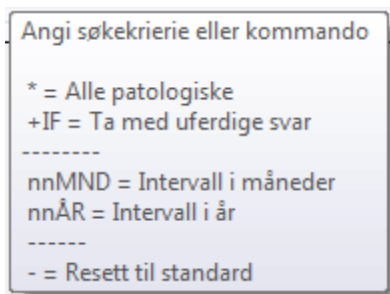 Angi søkekrierie eller kommando
* = Alle patologiske
+IF = Ta med uferdige svar
--------
nnMND = Intervall i måneder
nnÅR = Intervall i år
------
- = Resett til standard